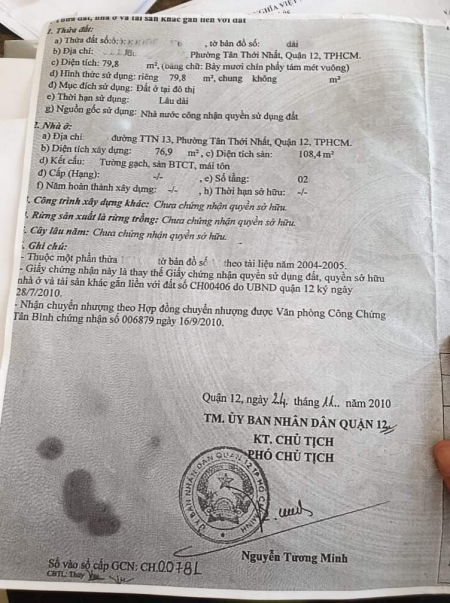 Thửa đất, nhà ở và tài sản khác gắn liền với đất
1. Thửa đất:
a) Thửa đất số: , tờ bản đồ số:
b) Địa chỉ: Phường Tân Thới Nhất, Quận 12, TPHCM.
c) Diện tích: 79,8 m², (bằng chữ: Bảy mươi chín phẩy tám mét vuông)
d) Hình thức sử dụng: riêng 79,8 m², chung không m²
đ) Mục đích sử dụng: Đất ở tại đô thị
e) Thời hạn sử dụng: Lâu dài
g) Nguồn gốc sử dụng: Nhà nước công nhận quyền sử dụng đất
2. Nhà ở:
a) Địa chỉ: đường TTN 13, Phường Tân Thới Nhất, Quận 12, TPHCM.
b) Diện tích xây dựng: 76,9 m², c) Diện tích sàn: 108,4 m²
d) Kết cấu: Tường gạch, sàn BTCT, mái tôn
đ) Cấp (Hạng): -/- , e) Số tầng: 02
f) Năm hoàn thành xây dựng: -/- , h) Thời hạn sở hữu: -/-
. Công trình xây dựng khác: Chưa chứng nhận quyền sở hữu.
. Rừng sản xuất là rừng trồng: Chưa chứng nhận quyền sở hữu.
. Cây lâu năm: Chưa chứng nhận quyền sở hữu.
. Ghi chú:
- Thuộc một phần thửa tờ bản đồ số theo tài liệu năm 2004-2005.
- Giấy chứng nhận này là thay thế Giấy chứng nhận quyền sử dụng đất, quyền sở hữu
nhà ở và tài sản khác gắn liền với đất số CH00406 do UBND quận 12 ký ngày
28/7/2010.
- Nhận chuyển nhượng theo Hợp đồng chuyển nhượng được Văn phòng Công Chứng
Tân Bình chứng nhận số 006879 ngày 16/9/2010.
Quận 12, ngày 24 tháng 11.. năm 2010
TM. ỦY BAN NHÂN DÂN QUẬN 12
KT. CHỦ TỊCH
PHÓ CHỦ TỊCH
Nguyễn Tương Minh
Số vào sổ cấp GCN: CH.00781